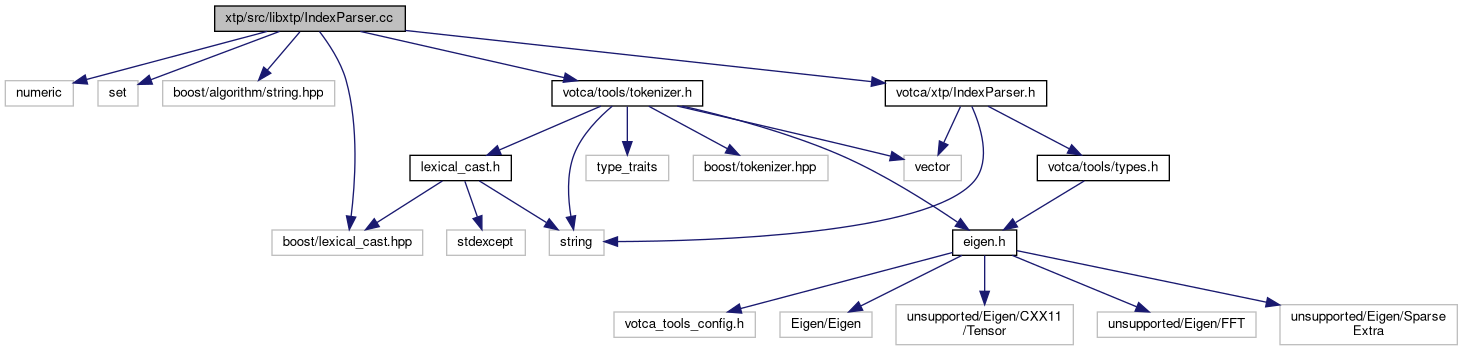 xtp/src/libxtp/IndexParser.cc
numeric
set
boost/algorithm/string.hpp
votca/tools/tokenizer.h
votca/xtp/IndexParser.h
lexical_cast.h
type_traits
boost/tokenizer.hpp
vector
votca/tools/types.h
boost/lexical_cast.hpp
stdexcept
string
eigen.h
votca_tools_config.h
Eigen/Eigen
unsupported/Eigen/CXX11
/Tensor
unsupported/Eigen/FFT
unsupported/Eigen/Sparse
Extra